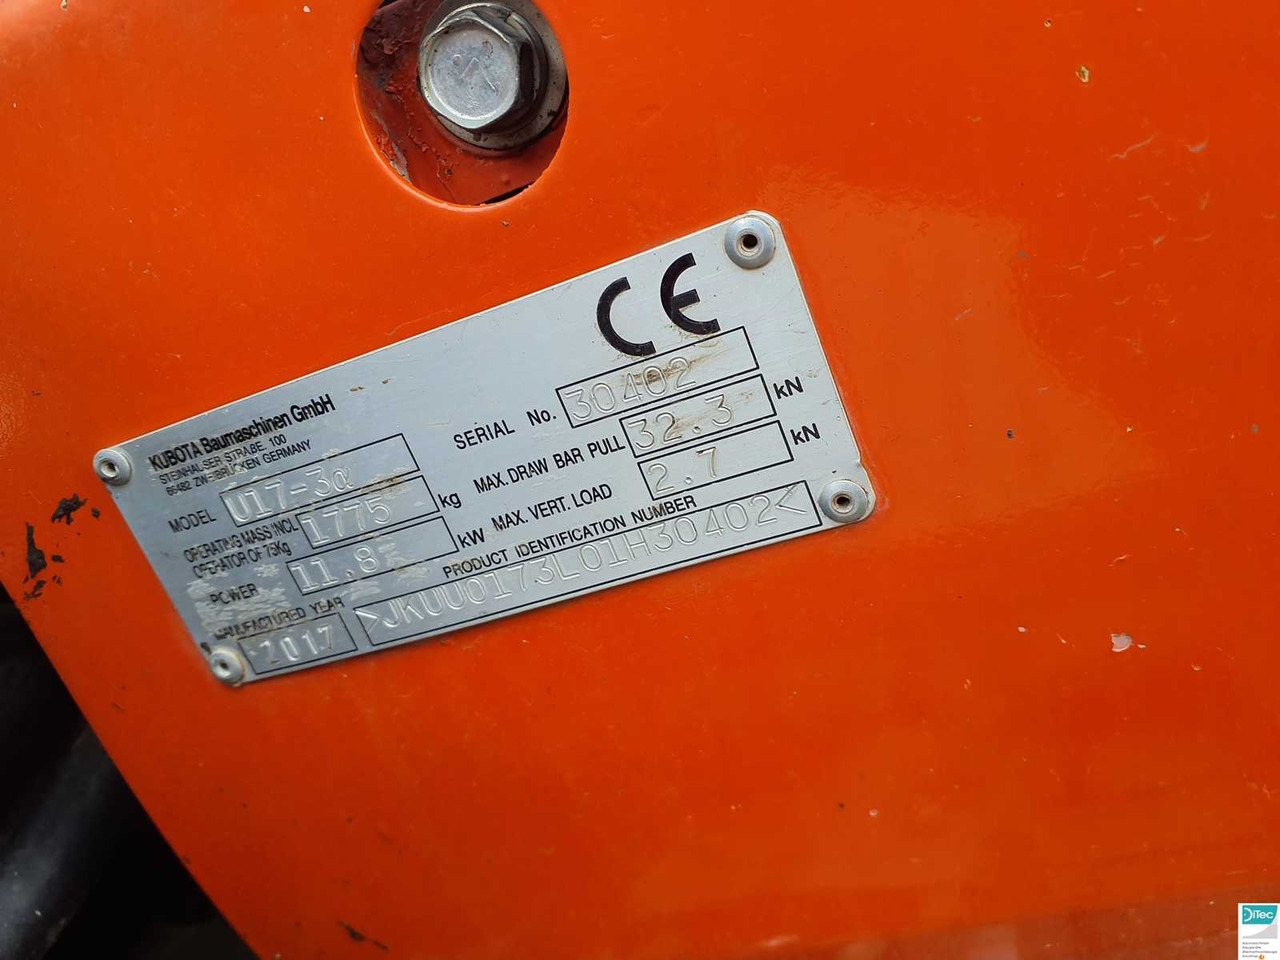 CE
KUBOTA Baumaschinen GmbH
STEINHAUSER STRAßE 100
66482 ZWEIBRÜCKEN GERMANY
MODEL U17-3α
OPERATING MASS INCL.
OPERATOR OF 75Kg 1775 kg
POWER 11.8 kW
MANUFACTURED YEAR
2017
SERIAL No. 30402
MAX. DRAW BAR PULL 32.3 kN
MAX. VERT. LOAD 2.7 kN
PRODUCT IDENTIFICATION NUMBER
>JKUU0173L01H30402<
DiTec